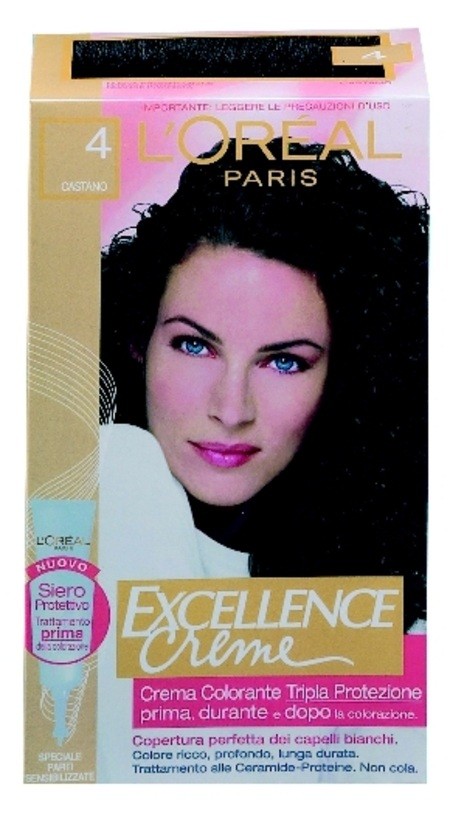 4
IMPORTANTE: LEGGERE LE PRECAUZIONI D'USO
4
CASTANO
L'ORÉAL
PARIS
L'ORÉAL
PARIS
NUOVO
Siero
Protettivo
Trattamento
prima
della colorazione
SPECIALE
PARTI
SENSIBILIZZATE
EXCELLENCE
Creme
Crema Colorante Tripla Protezione
prima, durante e dopo la colorazione.
Copertura perfetta dei capelli bianchi.
Colore ricco, profondo, lunga durata.
Trattamento alle Ceramide-Proteine. Non cola.